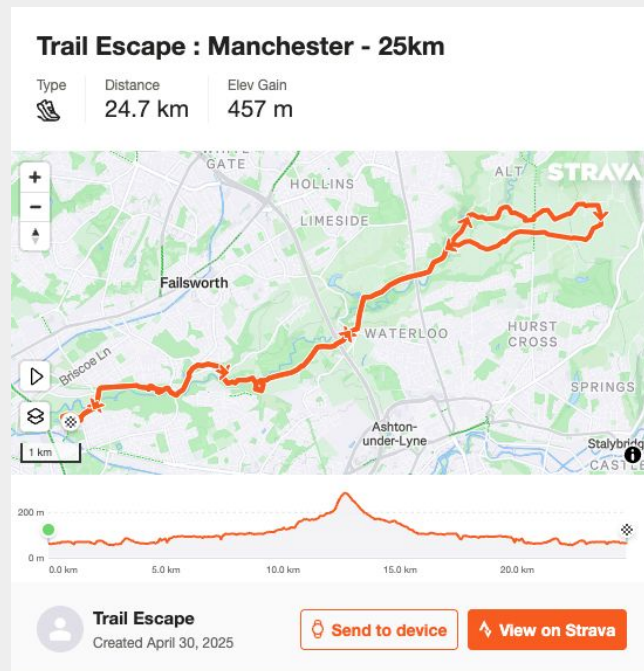 Trail Escape : Manchester - 25km
Type
Distance
Elev Gain
24.7 km
457 m
GATE
ALT
STRAVA
HOLLINS
LIMESIDE
Failsworth
WATERLOO
HURST
CROSS
Briscoe Ln
SPRINGS
Ashton-
under-Lyne
Stalybridg
CASTL
1 km
200 m
0 m
0.0 km
5.0 km
10.0 km
15.0 km
20.0 km
Trail Escape
Created April 30, 2025
Send to device
View on Strava